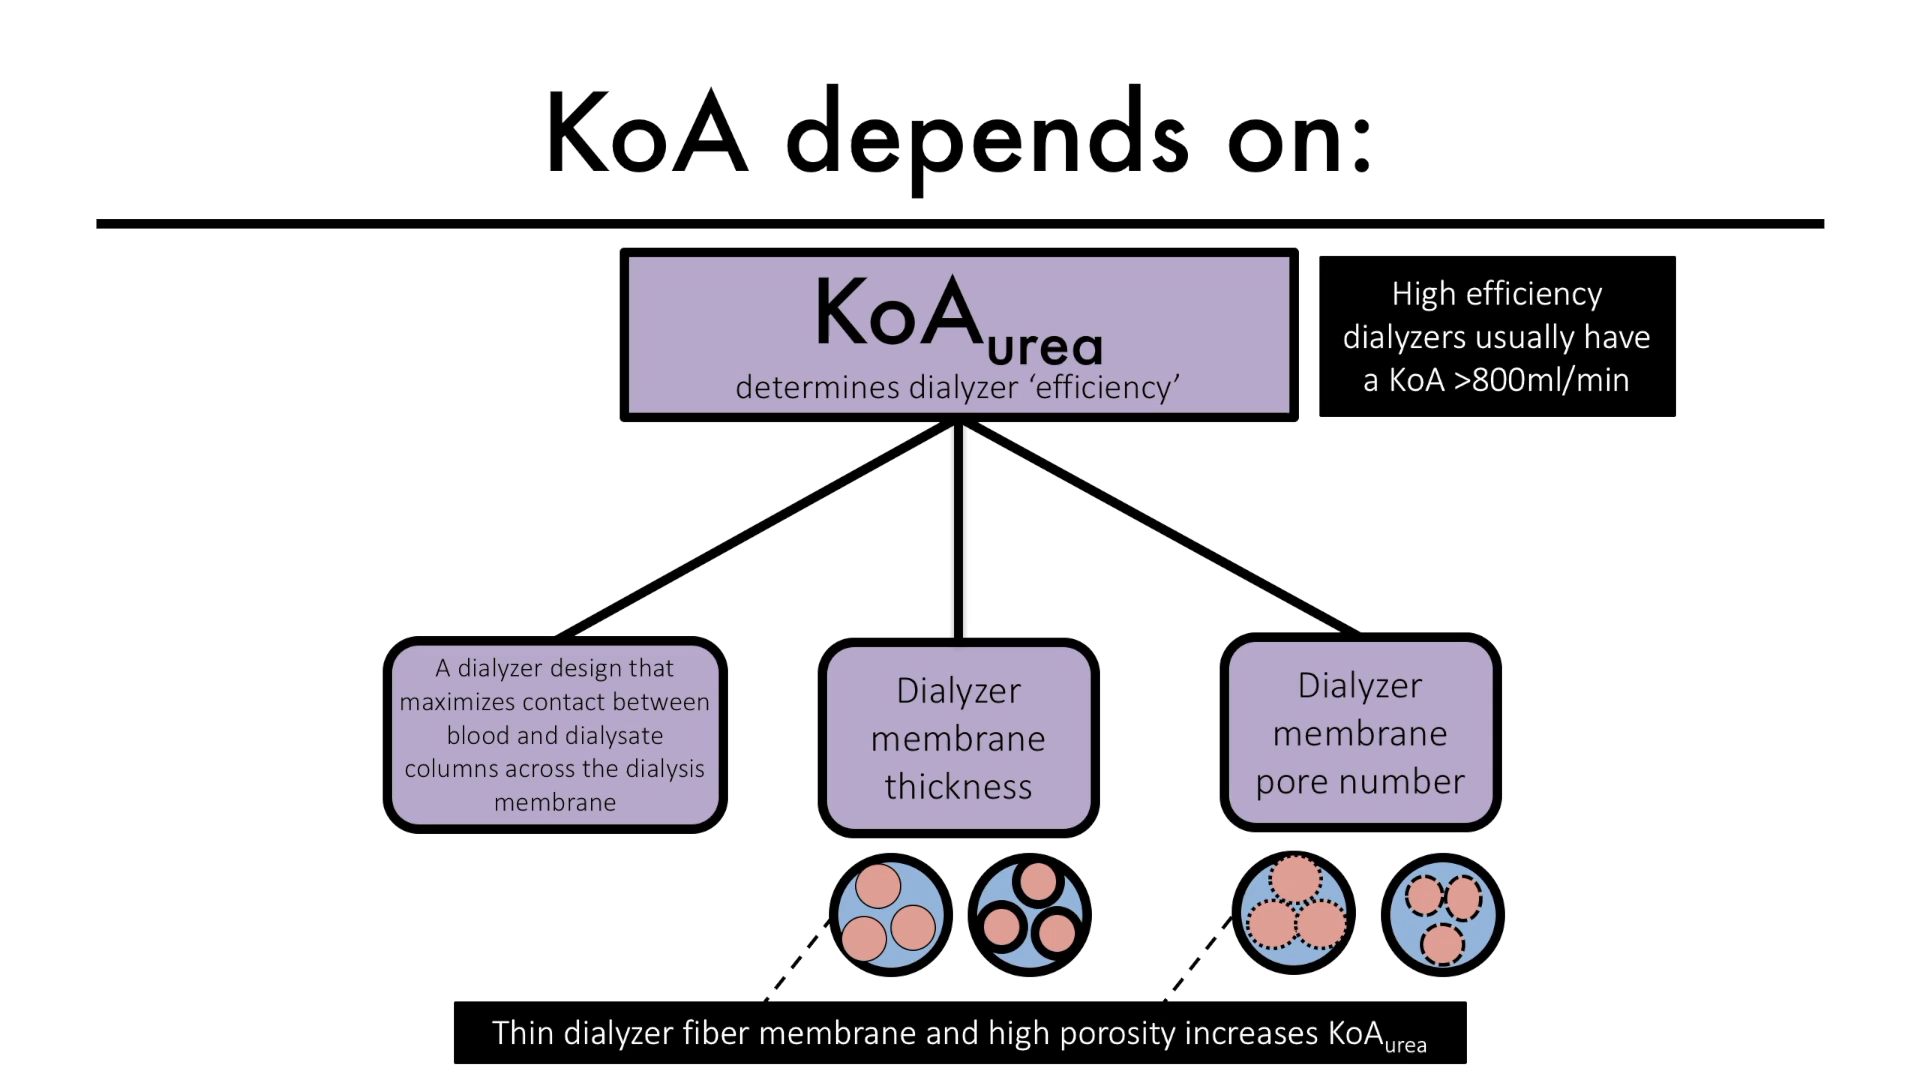 KoA depends on:
KoAurea
determines dialyzer ‘efficiency’
High efficiency
dialyzers usually have
a KoA >800ml/min
A dialyzer design that
maximizes contact between
blood and dialysate
columns across the dialysis
membrane
Dialyzer
membrane
thickness
Dialyzer
membrane
pore number
Thin dialyzer fiber membrane and high porosity increases KoAurea